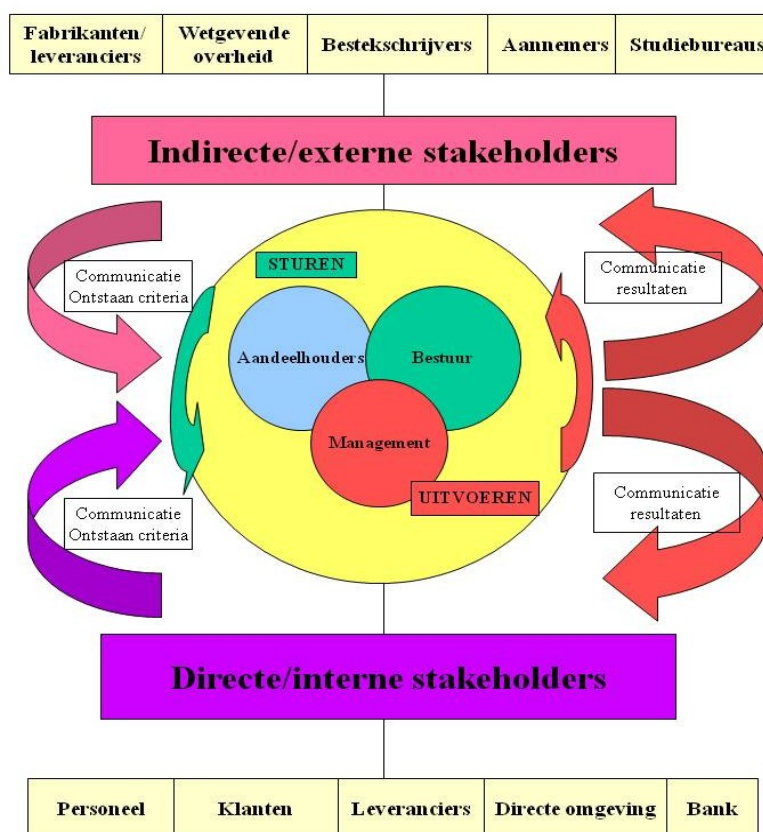 Fabrikanten/
leveranciers
Wetgevende
overheid
Bestekschrijvers
Aannemers
Studiebureaus
Indirecte/externe stakeholders
Communicatie
Ontstaan criteria
STUREN
Communicatie
resultaten
Aandeelhouders
Bestuur
Management
UITVOEREN
Communicatie
Ontstaan criteria
Communicatie
resultaten
Directe/interne stakeholders
Personeel
Klanten
Leveranciers
Directe omgeving
Bank